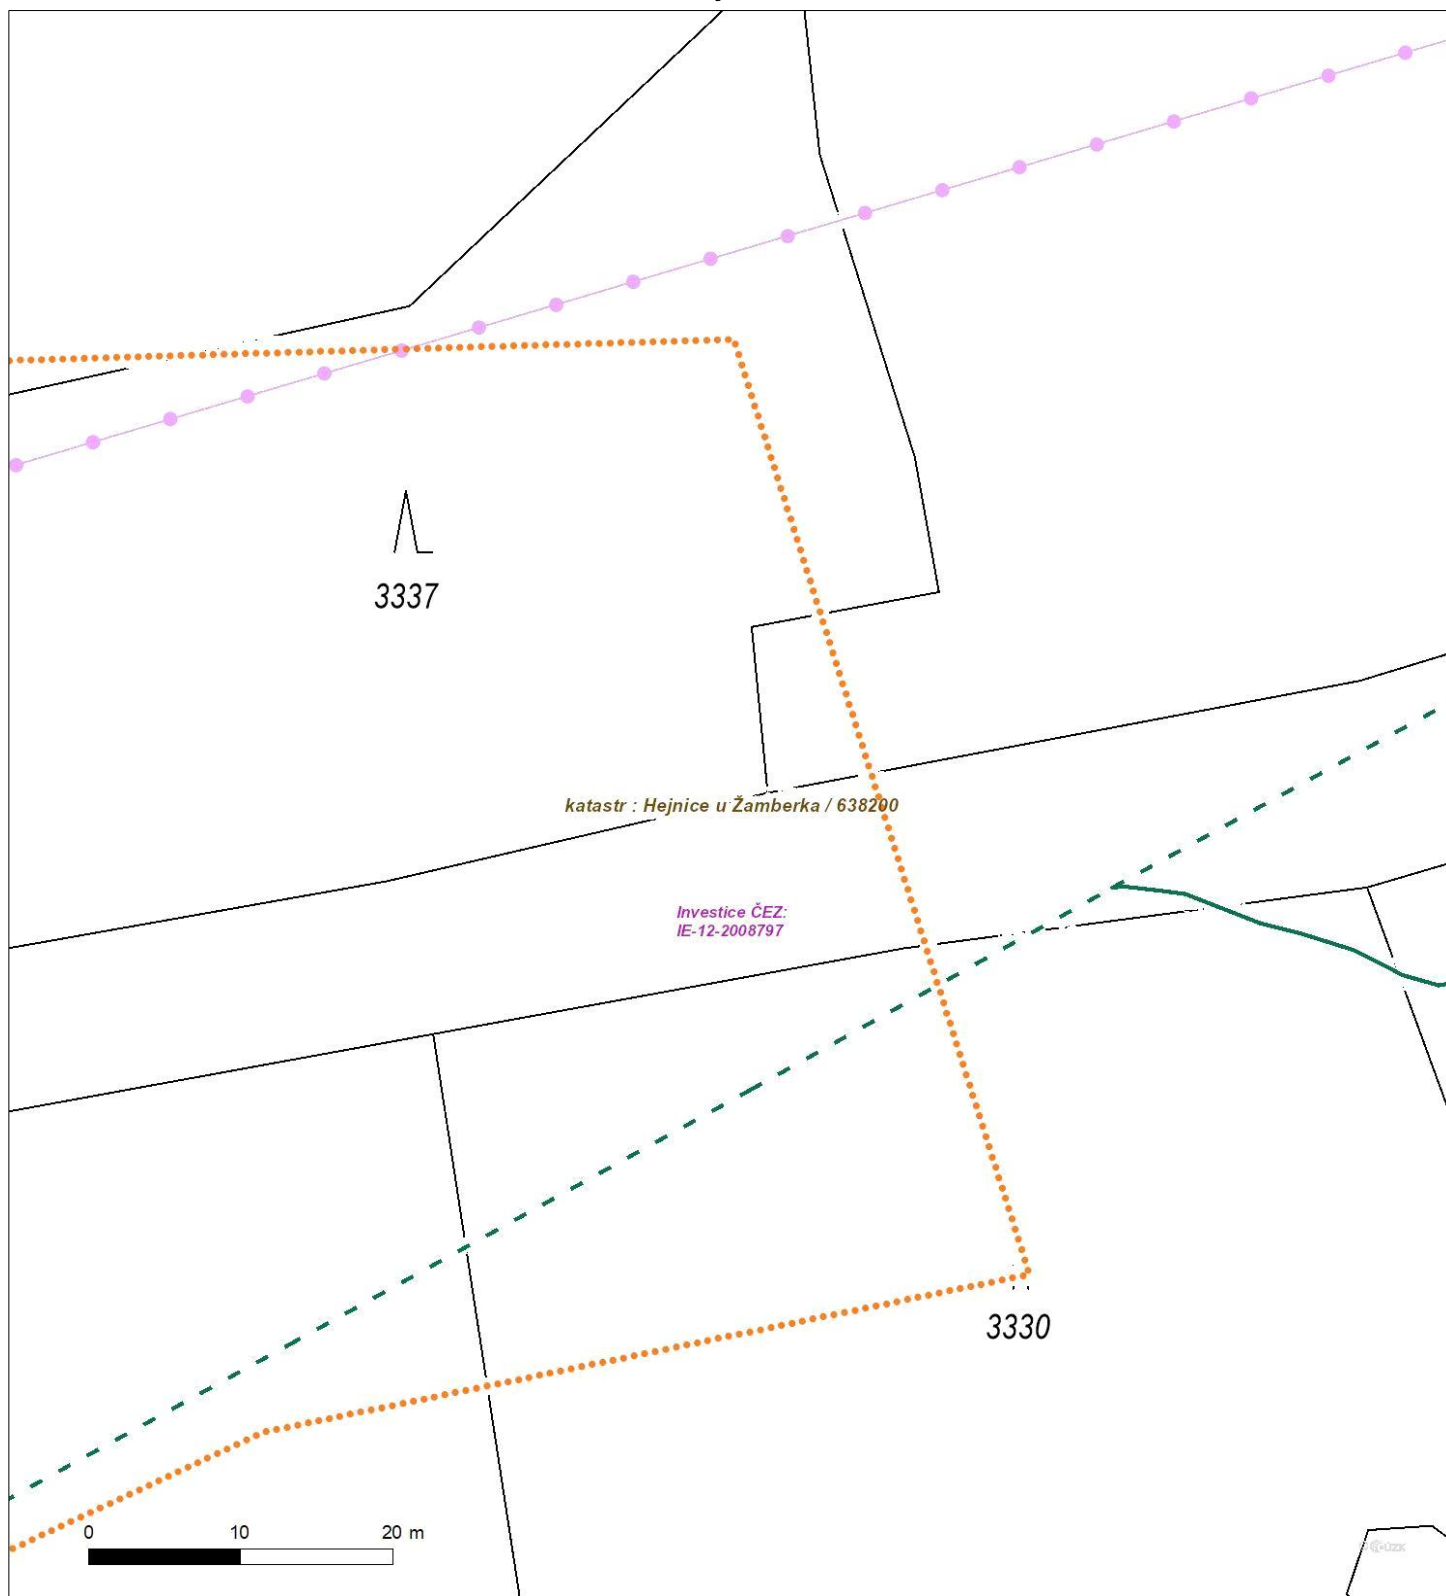 3337
katastr : Hejnice u Žamberka / 638200
Investice ČEZ:
IE-12-2008797
3330
0 10 20 m